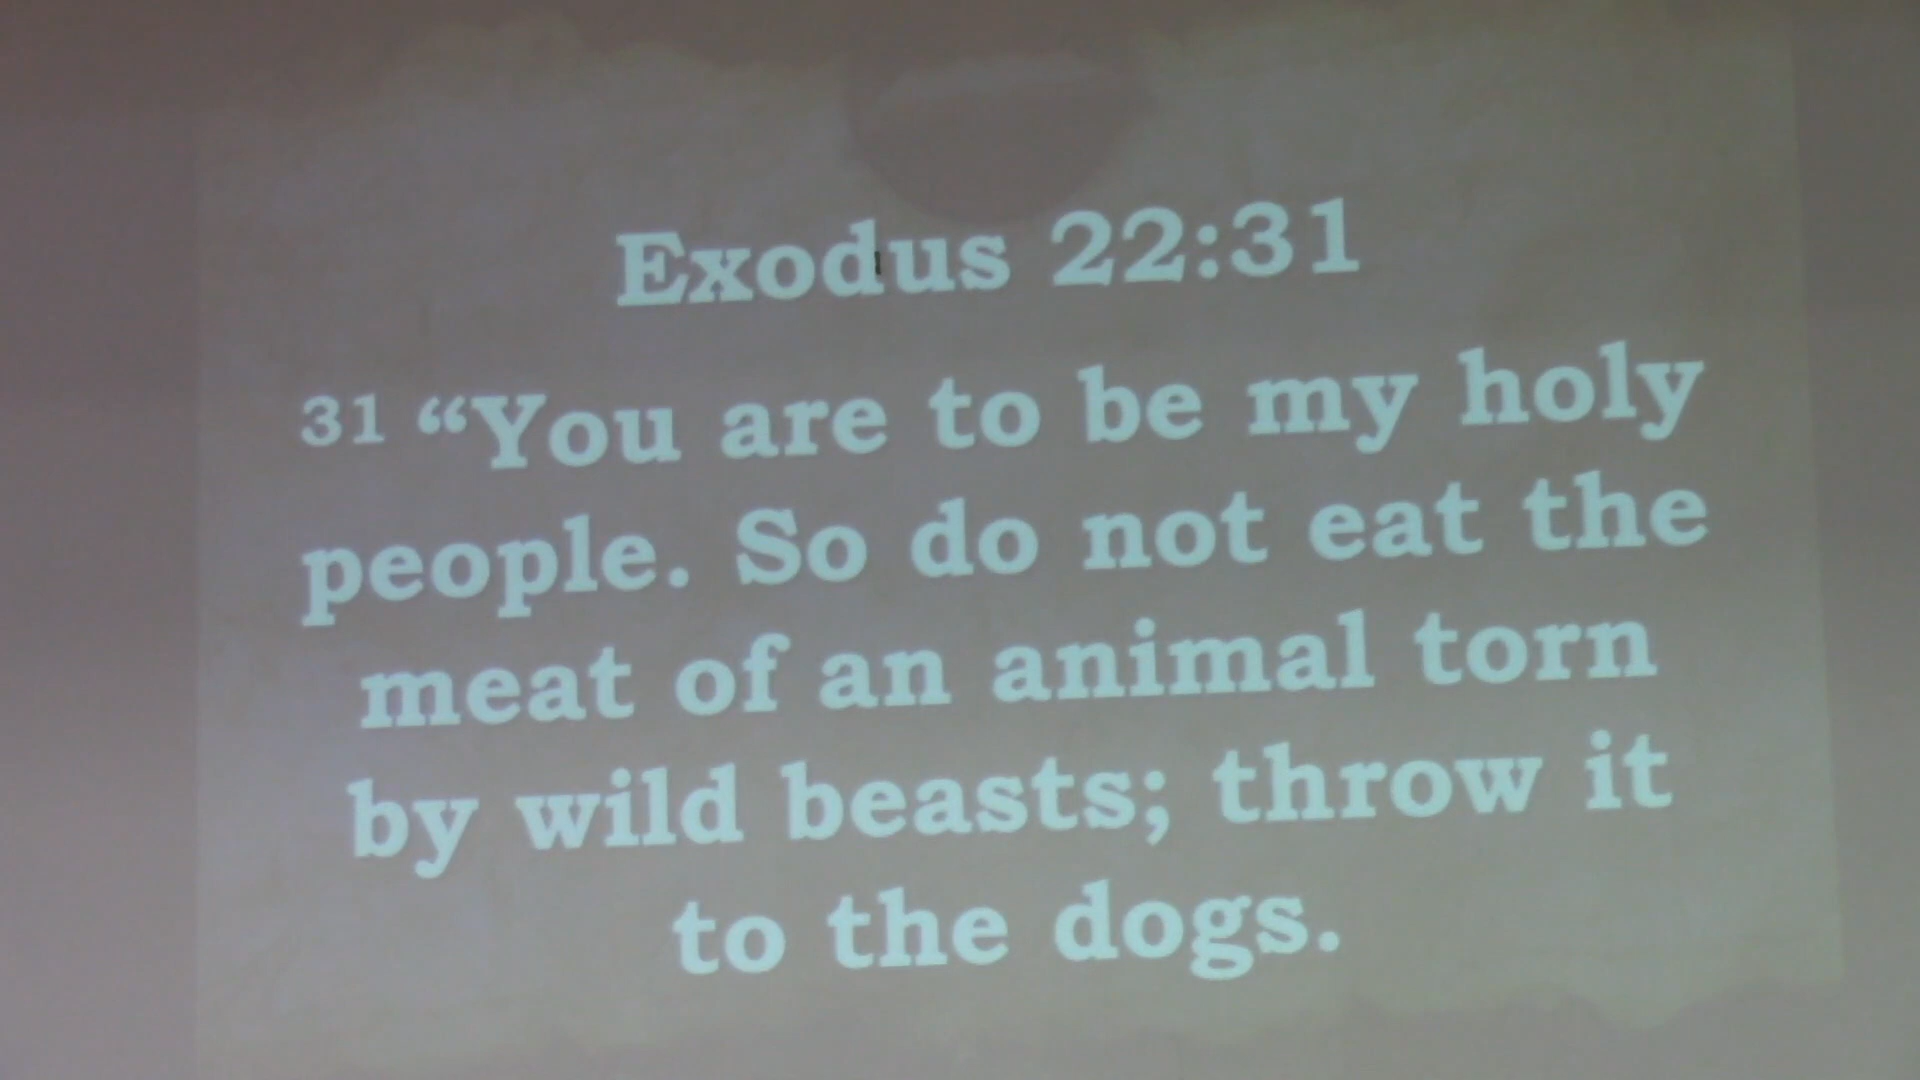 Exodus 22:31
31 “You are to be my holy
people. So do not eat the
meat of an animal torn
by wild beasts; throw it
to the dogs.